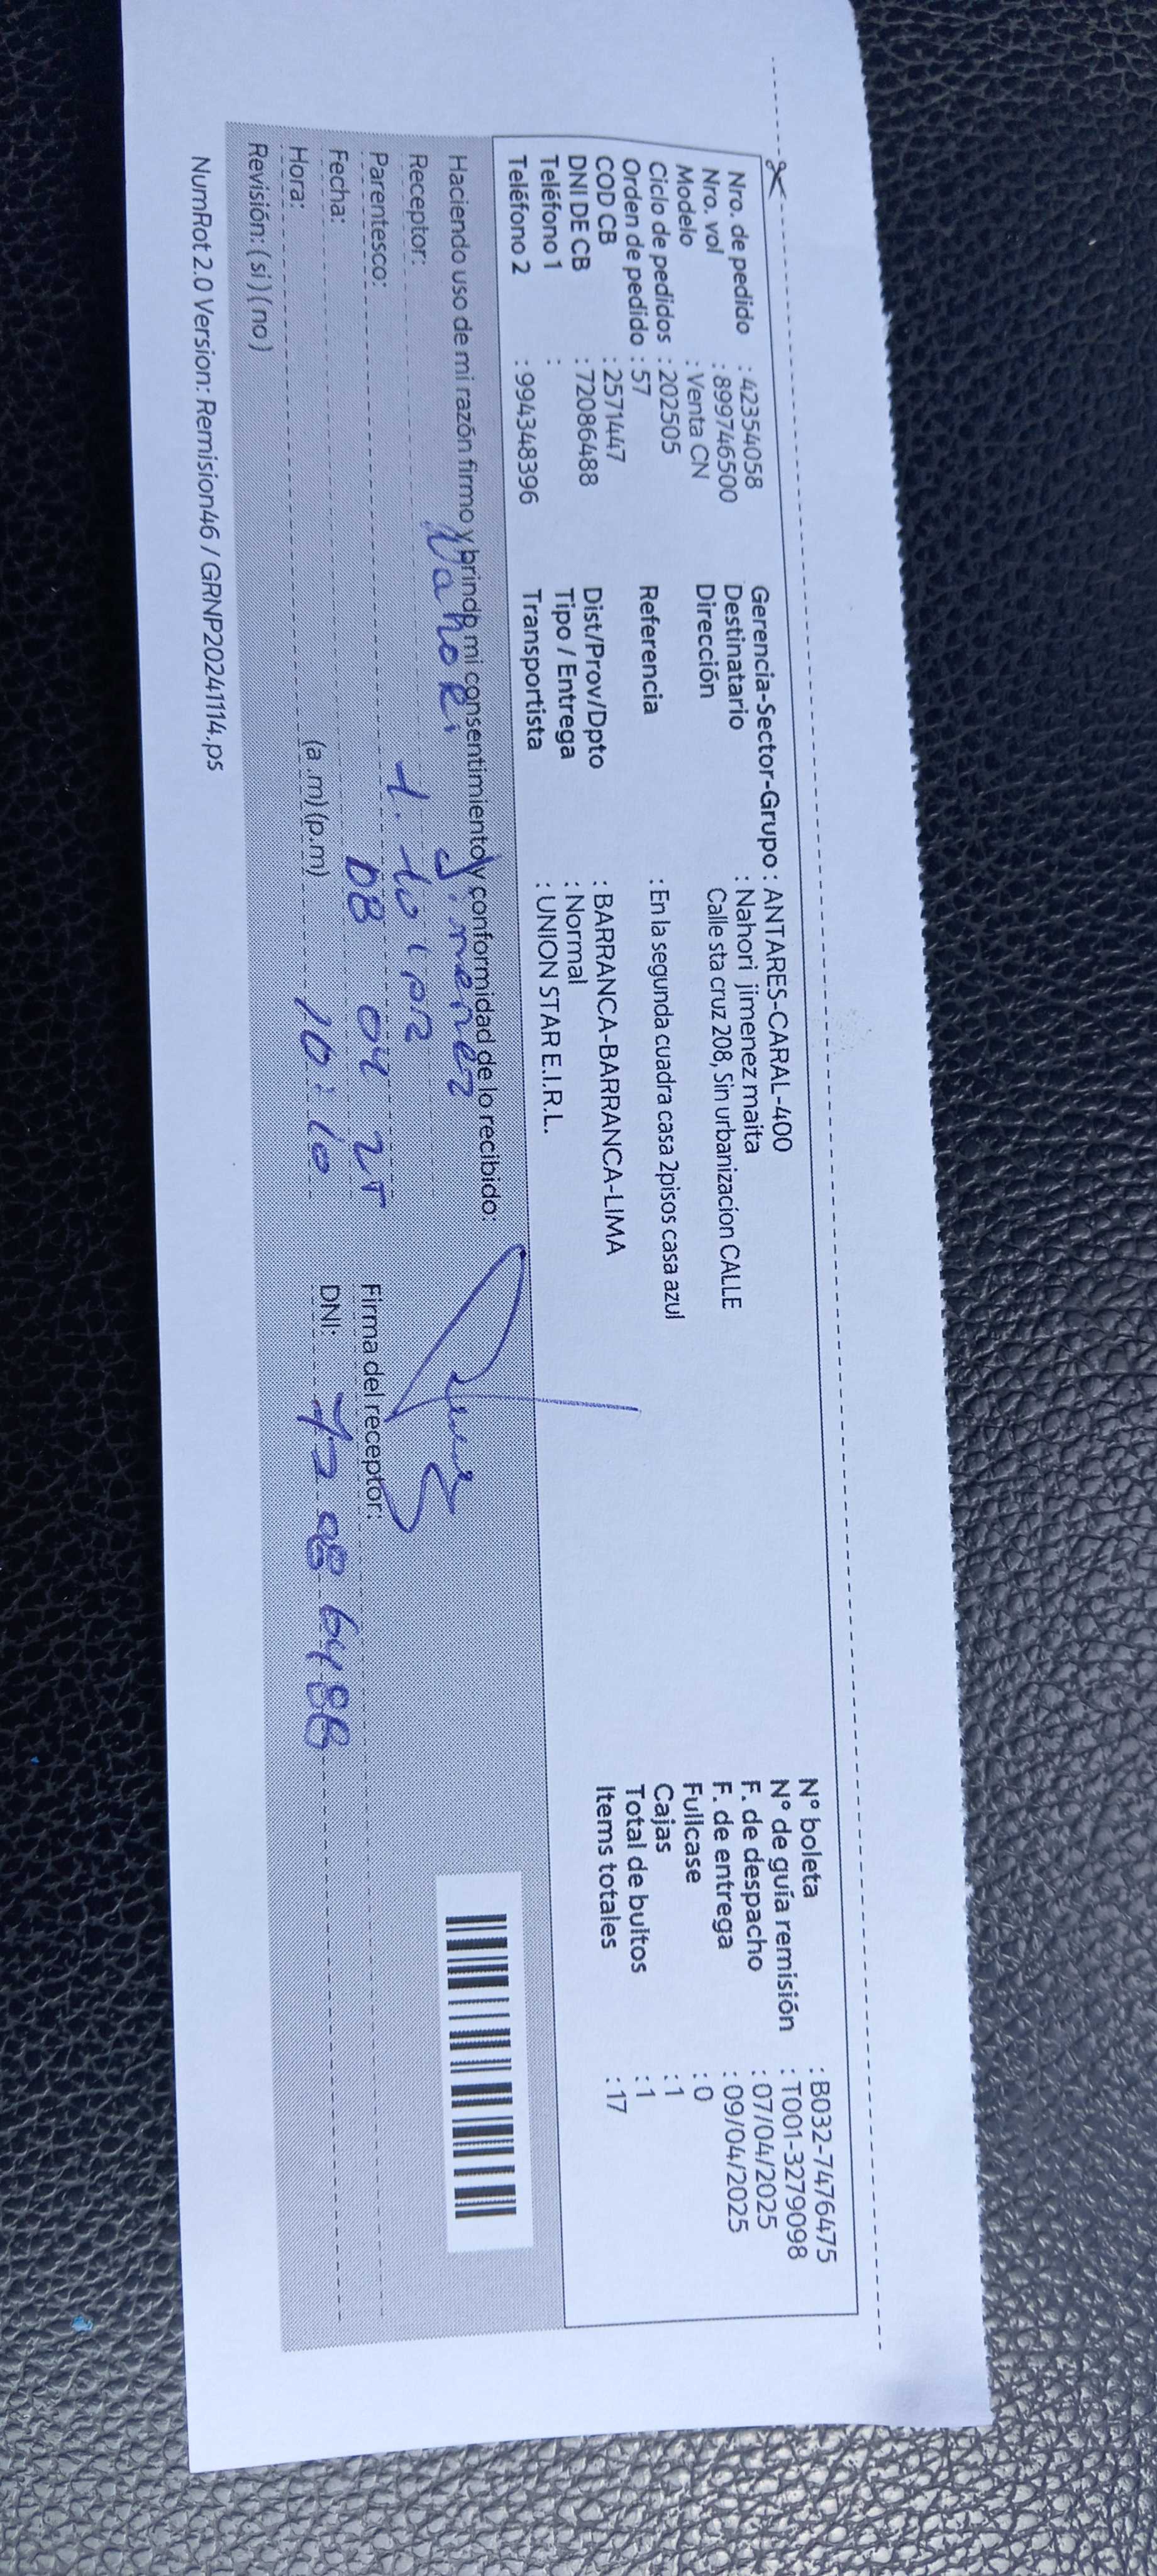 Nro. de pedido : 42354058
Nro. vol : 899746500
Modelo : Venta CN
Ciclo de pedidos : 202505
Orden de pedido : 57
COD CB : 2571447
DNI DE CB : 72086488
Teléfono 1 :
Teléfono 2 : 994348396
Gerencia-Sector-Grupo : ANTARES-CARAL-400
Destinatario : Nahori jimenez maita
Dirección Calle sta cruz 208, Sin urbanizacion CALLE
Referencia : En la segunda cuadra casa 2pisos casa azul
Dist/Prov/Dpto : BARRANCA-BARRANCA-LIMA
Tipo / Entrega : Normal
Transportista : UNION STAR E.I.R.L.
N° boleta : B032-7476475
N° de guía remisión : T001-3279098
F. de despacho : 07/04/2025
F. de entrega : 09/04/2025
Fullcase : 0
Cajas : 1
Total de bultos : 1
Items totales : 17
Haciendo uso de mi razón firmo y brindo mi consentimiento y conformidad de lo recibido:
Receptor: Nahori Jimenez
Parentesco:
Fecha: 08 04 25
Hora: 10:10 (a.m) (p.m)
Revisión: (si) (no)
Firma del receptor:
DNI: 72086488
NumRot 2.0 Version: Remision46 / GRNP20241114.ps